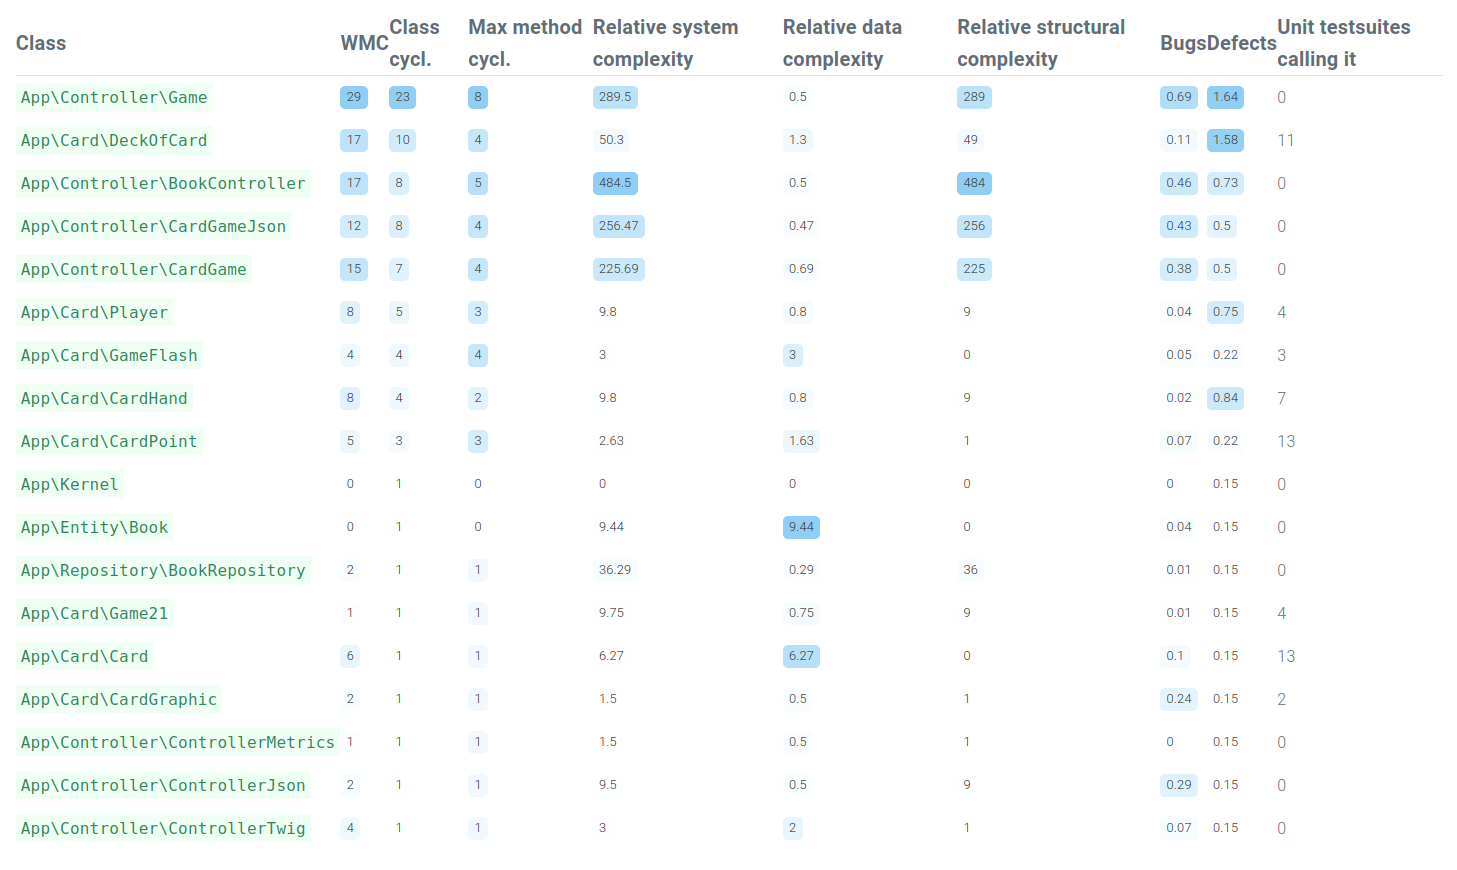 Class WMC Class cycl. Max method cycl. Relative system complexity Relative data complexity Relative structural complexity Bugs Defects Unit testsuites calling it
App\Controller\Game 29 23 8 289.5 0.5 289 0.69 1.64 0
App\Card\DeckOfCard 17 10 4 50.3 1.3 49 0.11 1.58 11
App\Controller\BookController 17 8 5 484.5 0.5 484 0.46 0.73 0
App\Controller\CardGameJson 12 8 4 256.47 0.47 256 0.43 0.5 0
App\Controller\CardGame 15 7 4 225.69 0.69 225 0.38 0.5 0
App\Card\Player 8 5 3 9.8 0.8 9 0.04 0.75 4
App\Card\GameFlash 4 4 4 3 3 0 0.05 0.22 3
App\Card\CardHand 8 4 2 9.8 0.8 9 0.02 0.84 7
App\Card\CardPoint 5 3 3 2.63 1.63 1 0.07 0.22 13
App\Kernel 0 1 0 0 0 0 0 0.15 0
App\Entity\Book 0 1 0 9.44 9.44 0 0.04 0.15 0
App\Repository\BookRepository 2 1 1 36.29 0.29 36 0.01 0.15 0
App\Card\Game21 1 1 1 9.75 0.75 9 0.01 0.15 4
App\Card\Card 6 1 1 6.27 6.27 0 0.1 0.15 13
App\Card\CardGraphic 2 1 1 1.5 0.5 1 0.24 0.15 2
App\Controller\ControllerMetrics 1 1 1 1.5 0.5 1 0 0.15 0
App\Controller\ControllerJson 2 1 1 9.5 0.5 9 0.29 0.15 0
App\Controller\ControllerTwig 4 1 1 3 2 1 0.07 0.15 0